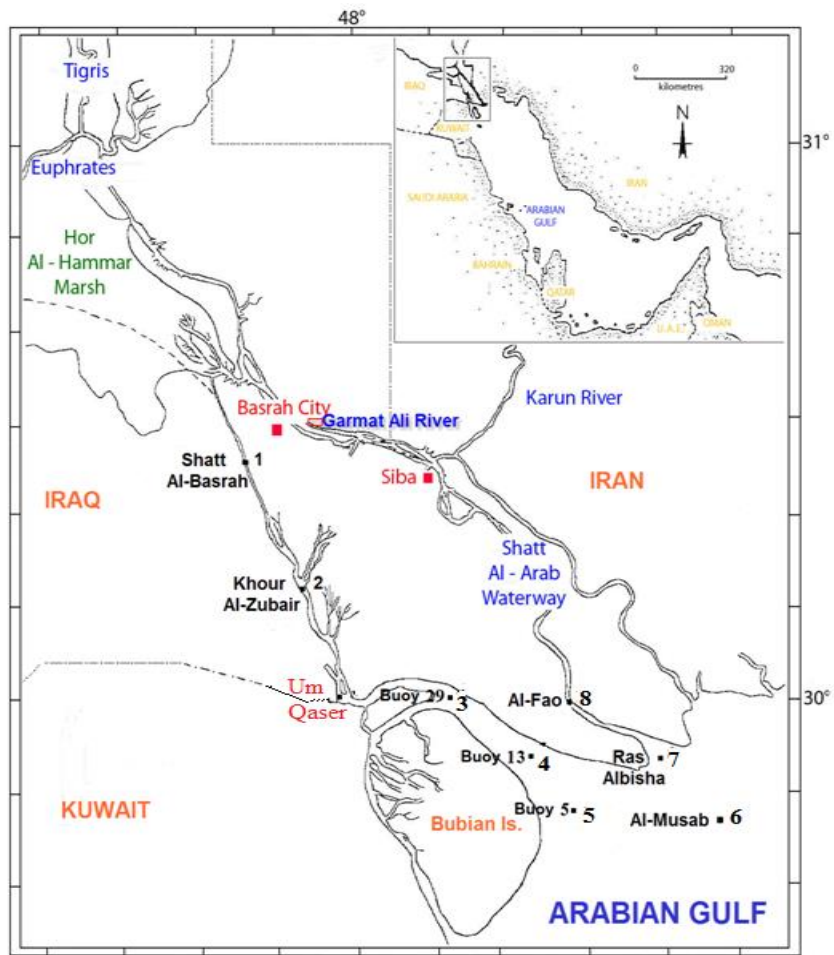 48°
Tigris
Euphrates
Hor
Al - Hammar
Marsh
IRAQ
KUWAIT
SAUDI ARABIA
BAHRAIN
QATAR
ARABIAN
GULF
IRAN
U.A.E.
OMAN
0 320
kilometres
N
31°
Basrah City
Garmat Ali River
Karun River
Shatt
Al-Basrah
1
Siba
IRAQ
IRAN
Shatt
Al - Arab
Waterway
Khour
Al-Zubair
2
Um
Qaser
Buoy 29
3
Al-Fao
8
30°
Buoy 13
4
Ras
Albisha
7
Buoy 5
5
Al-Musab
6
KUWAIT
Bubian Is.
ARABIAN GULF